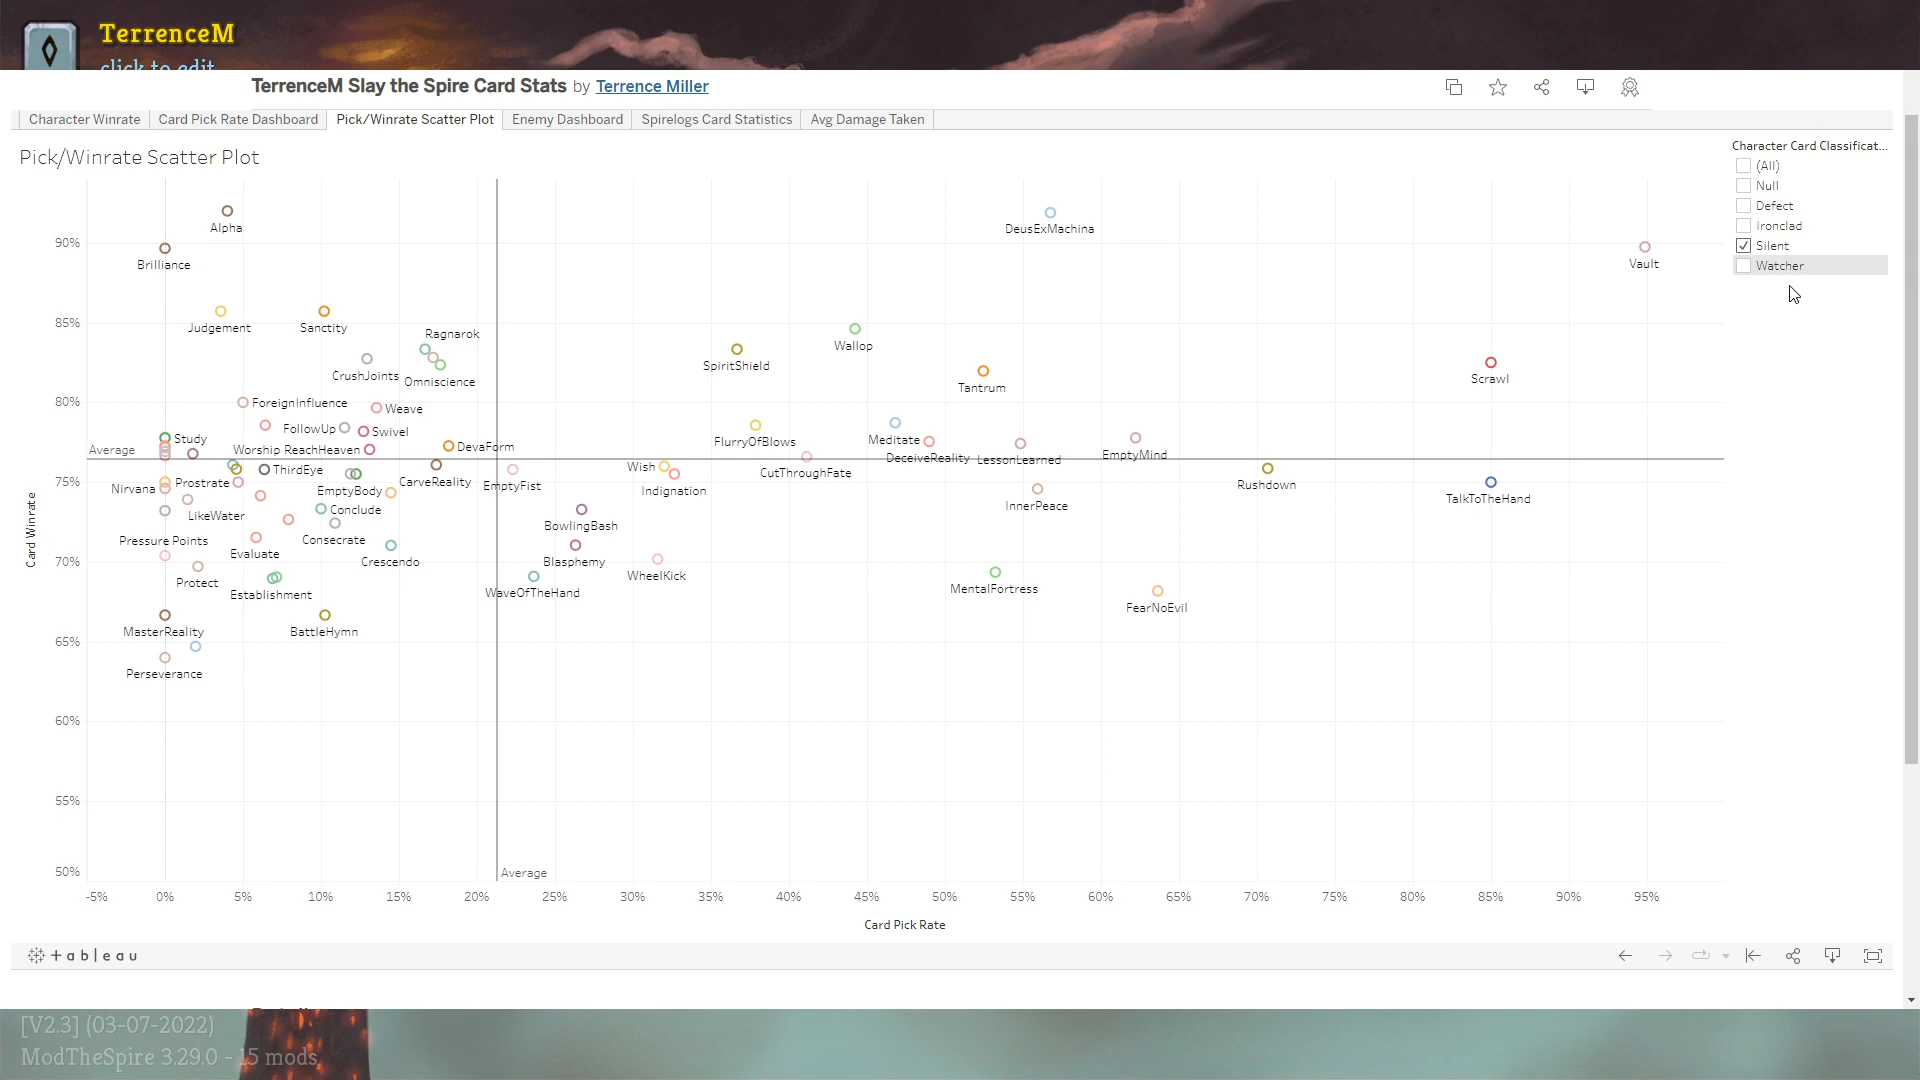 TerrenceM
click to edit
TerrenceM Slay the Spire Card Stats by Terrence Miller
Character Winrate
Card Pick Rate Dashboard
Pick/Winrate Scatter Plot
Enemy Dashboard
Spirelogs Card Statistics
Avg Damage Taken
Pick/Winrate Scatter Plot
Character Card Classificat...
(All)
Null
Defect
Ironclad
Silent
Watcher
Alpha
DeusExMachina
90%
Brilliance
Vault
85%
Judgement
Sanctity
Ragnarok
Wallop
SpiritShield
CrushJoints
Omniscience
Tantrum
Scrawl
80%
ForeignInfluence
Weave
FollowUp
Swivel
Study
FlurryOfBlows
Meditate
Average
Worship
ReachHeaven
DevaForm
DeceiveReality
LessonLearned
EmptyMind
ThirdEye
Wish
CutThroughFate
75%
Nirvana
Prostrate
EmptyBody
CarveReality
EmptyFist
Indignation
Rushdown
TalkToTheHand
LikeWater
Conclude
InnerPeace
Card Winrate
Pressure Points
Consecrate
BowlingBash
70%
Evaluate
Crescendo
Blasphemy
WheelKick
Protect
Establishment
WaveOfTheHand
MentalFortress
FearNoEvil
MasterReality
BattleHymn
65%
Perseverance
60%
55%
50%
Average
-5%
0%
5%
10%
15%
20%
25%
30%
35%
40%
45%
50%
55%
60%
65%
70%
75%
80%
85%
90%
95%
Card Pick Rate
+ableau
[V2.3] (03-07-2022)
ModTheSpire 3.29.0 - 15 mods